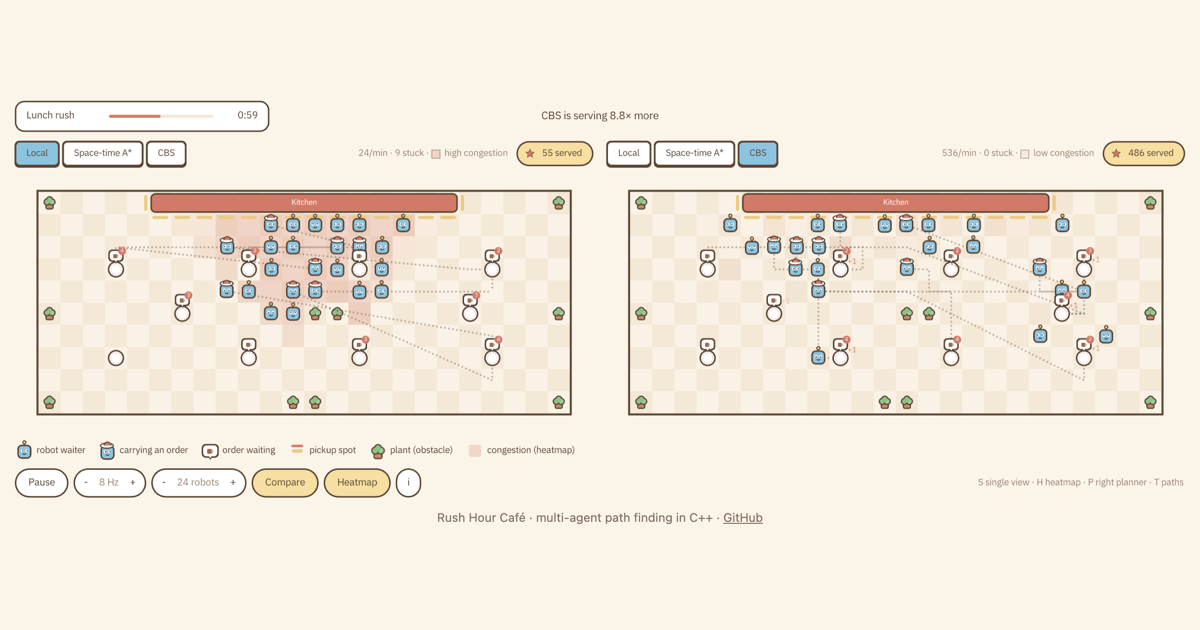 Lunch rush 0:59
CBS is serving 8.8× more
Local Space-time A* CBS 24/min · 9 stuck · high congestion 55 served
Local Space-time A* CBS 536/min · 0 stuck · low congestion 486 served
Kitchen
Kitchen
robot waiter carrying an order order waiting pickup spot plant (obstacle) congestion (heatmap)
Pause - 8 Hz + - 24 robots + Compare Heatmap i
S single view · H heatmap · P right planner · T paths
Rush Hour Café · multi-agent path finding in C++ · GitHub